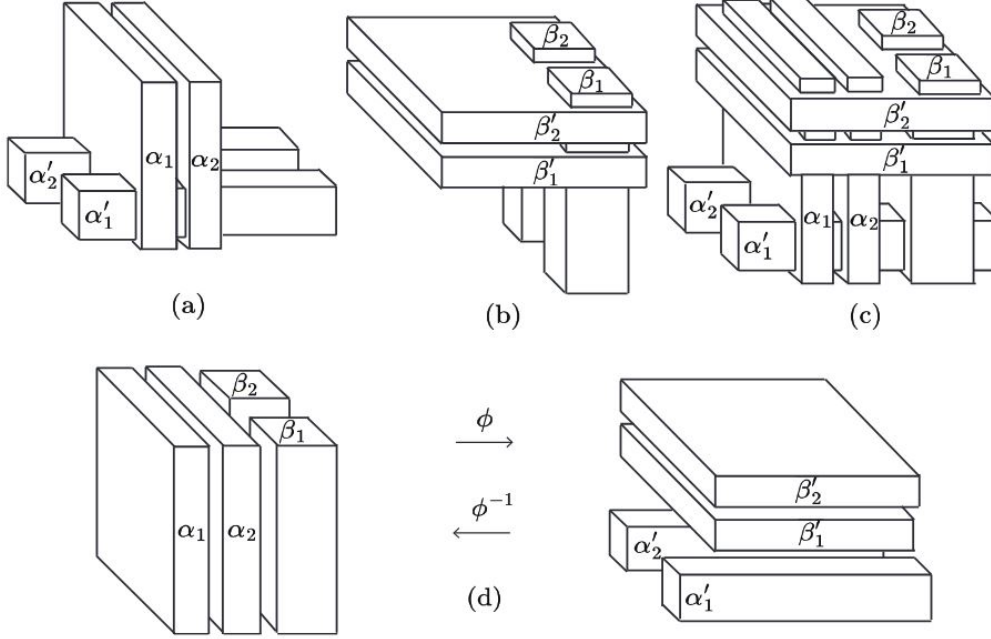 α₁ α₂
α′₂
α′₁
(a)
β₂
β₁
β′₂
β′₁
(b)
β₂
β₁
β′₂
β′₁
α′₂
α′₁ α₁ α₂
(c)
β₂
β₁
α₁ α₂
ϕ
ϕ⁻¹
(d)
β′₂
β′₁
α′₂
α′₁